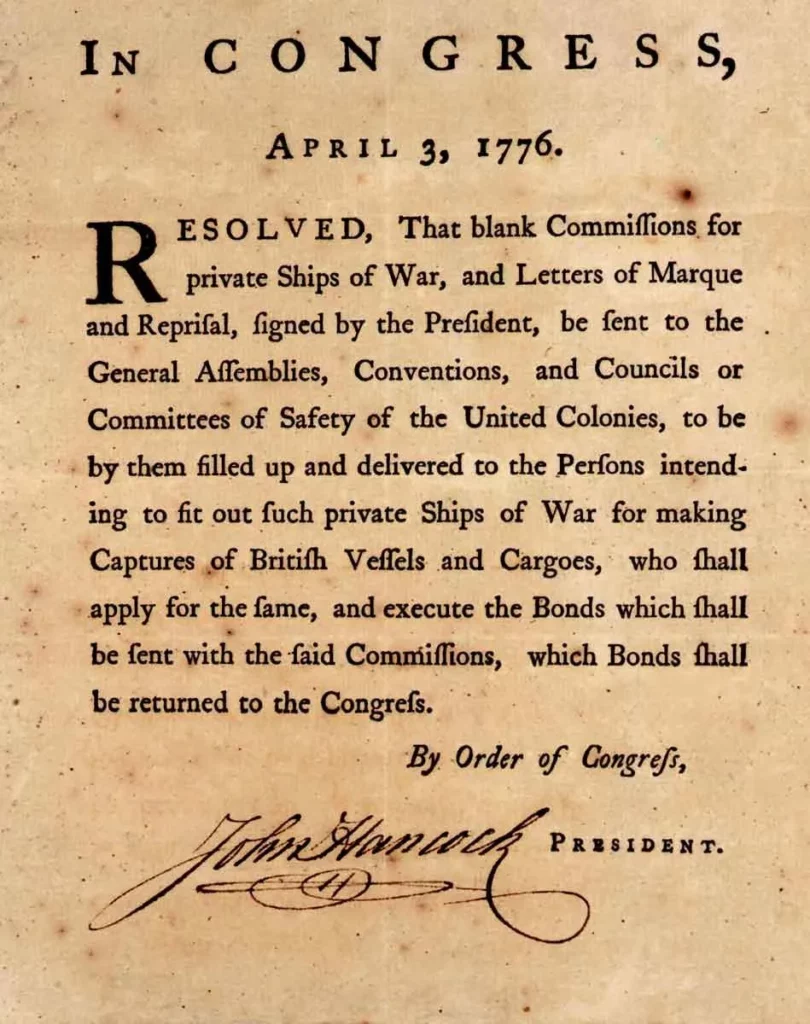 In CONGRESS,
April 3, 1776.
RESOLVED, That blank Commiſſions for
private Ships of War, and Letters of Marque
and Repriſal, ſigned by the Preſident, be ſent to the
General Aſſemblies, Conventions, and Councils or
Committees of Safety of the United Colonies, to be
by them filled up and delivered to the Perſons intend-
ing to fit out ſuch private Ships of War for making
Captures of Britiſh Veſſels and Cargoes, who ſhall
apply for the ſame, and execute the Bonds which ſhall
be ſent with the ſaid Commiſſions, which Bonds ſhall
be returned to the Congreſs.
By Order of Congreſs,
John Hancock President.